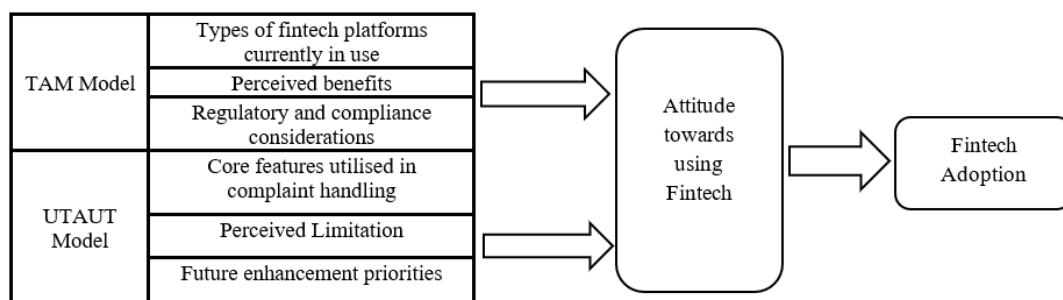 TAM Model
Types of fintech platforms
currently in use
Perceived benefits
Regulatory and compliance
considerations
UTAUT
Model
Core features utilised in
complaint handling
Perceived Limitation
Future enhancement priorities
Attitude
towards
using
Fintech
Fintech
Adoption